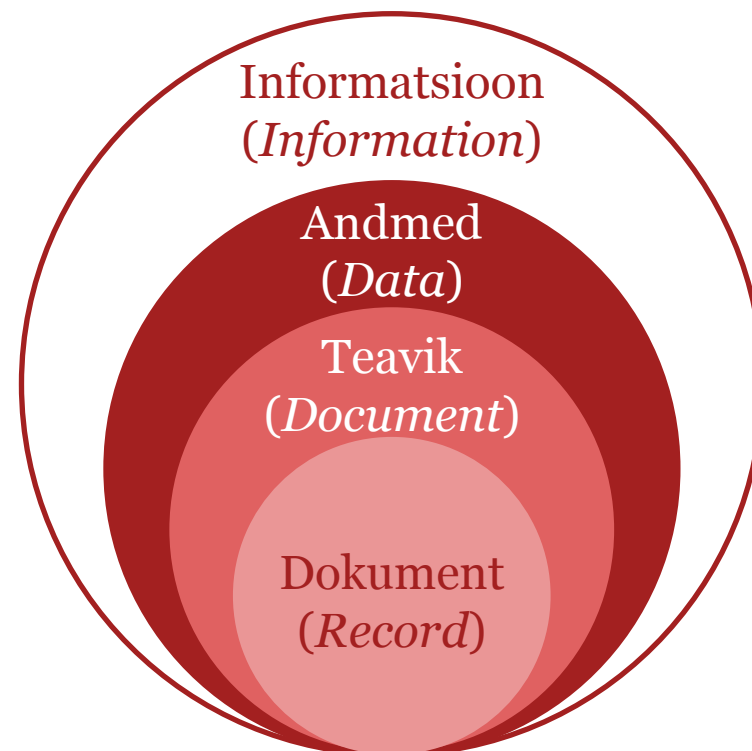 Informatsioon
(Information)
Andmed
(Data)
Teavik
(Document)
Dokument
(Record)